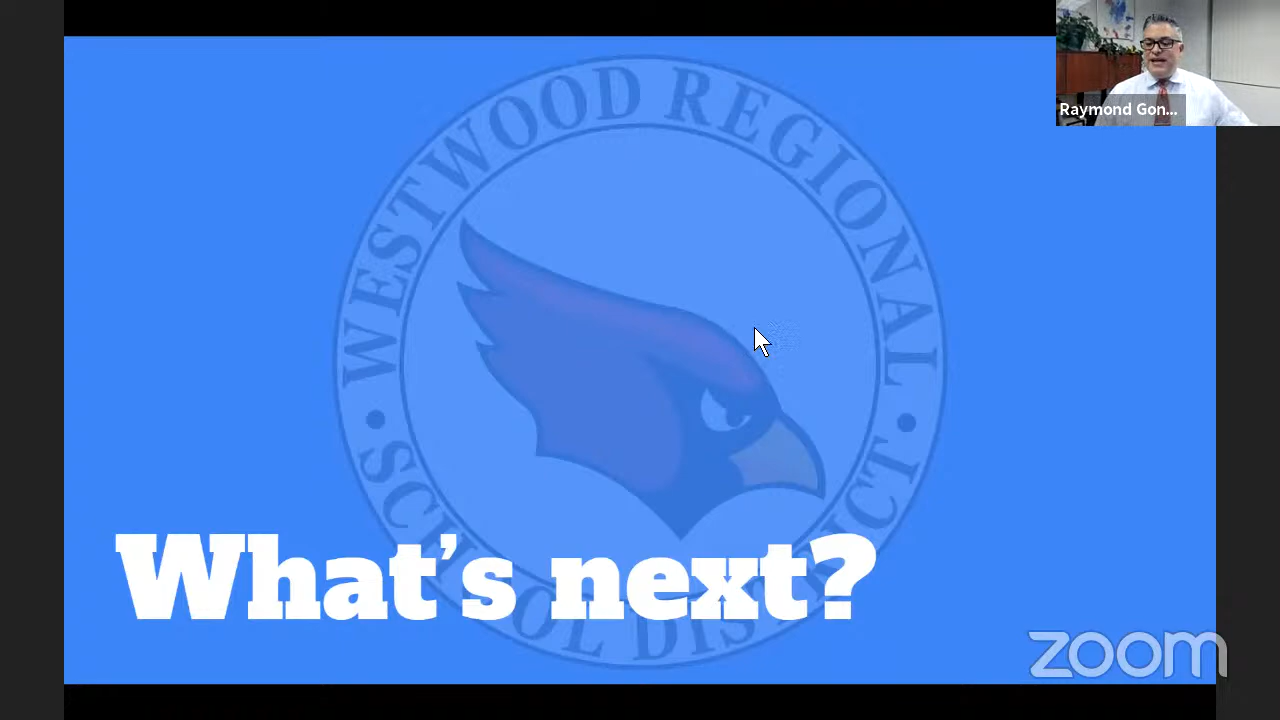 Raymond Gon...
WESTWOOD REGIONAL
SCHOOL DISTRICT
What's next?
zoom